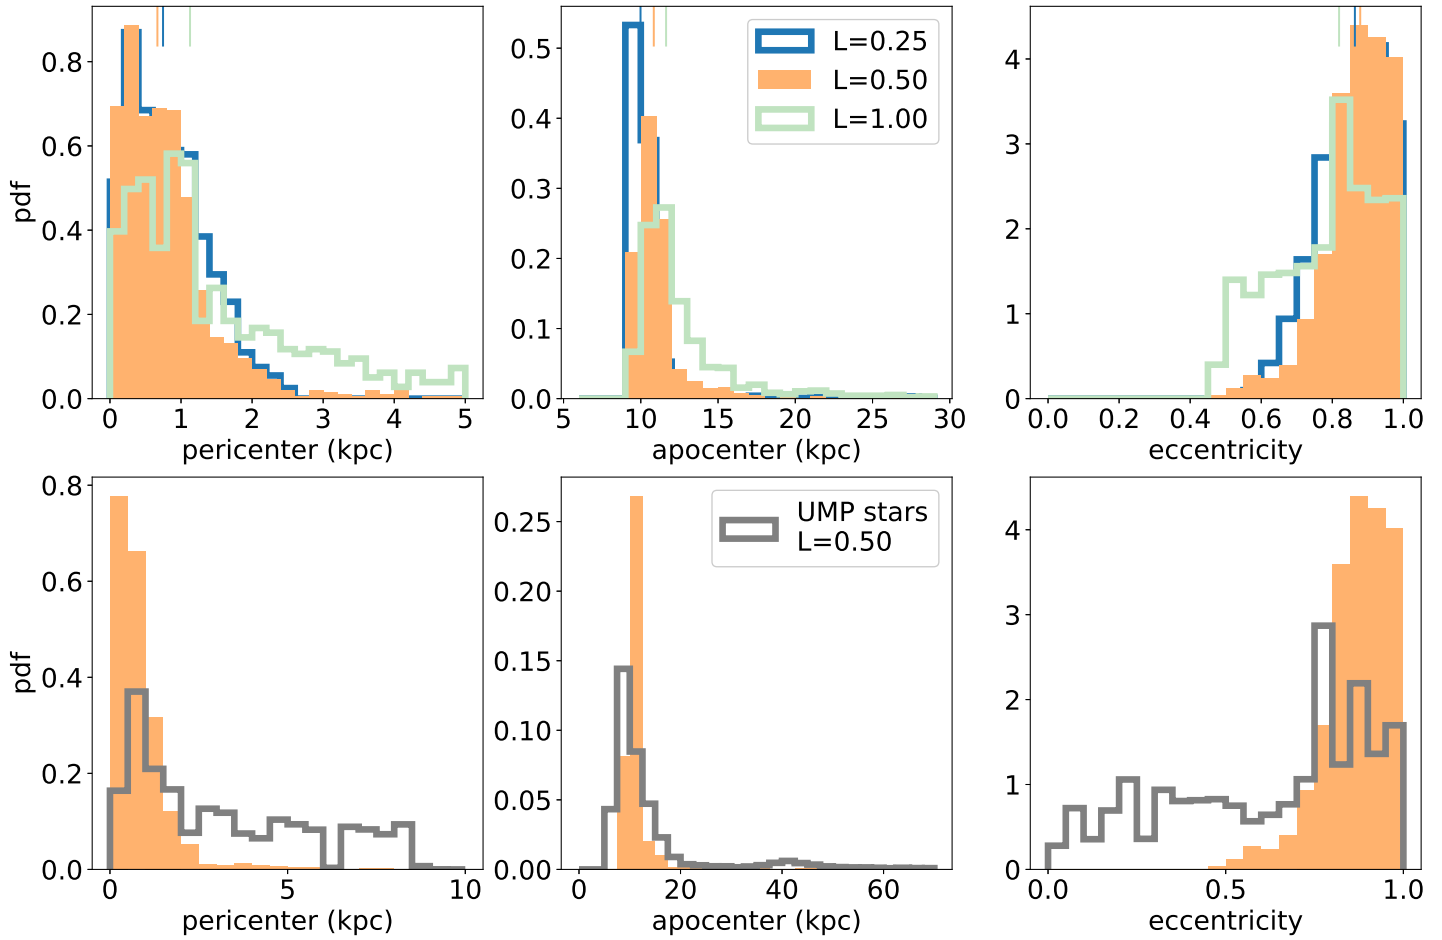 0.8
0.6
0.4
0.2
0.0
pdf
0 1 2 3 4 5
pericenter (kpc)
0.5
0.4
0.3
0.2
0.1
0.0
L=0.25
L=0.50
L=1.00
5 10 15 20 25 30
apocenter (kpc)
4
3
2
1
0
0.0 0.2 0.4 0.6 0.8 1.0
eccentricity
0.8
0.6
0.4
0.2
0.0
pdf
0 5 10
pericenter (kpc)
0.25
0.20
0.15
0.10
0.05
0.00
UMP stars
L=0.50
0 20 40 60
apocenter (kpc)
4
3
2
1
0
0.0 0.5 1.0
eccentricity